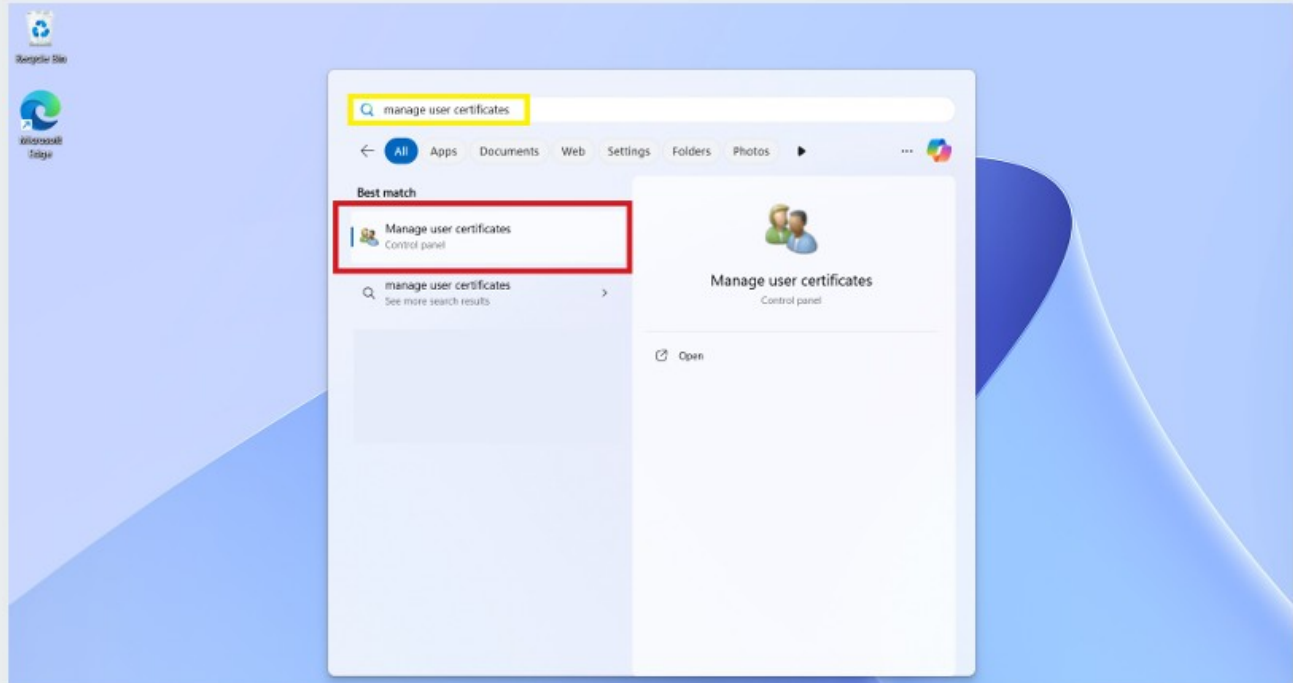 Recycle Bin
Microsoft
Edge
manage user certificates
All Apps Documents Web Settings Folders Photos
Best match
Manage user certificates
Control panel
manage user certificates
See more search results
Manage user certificates
Control panel
Open